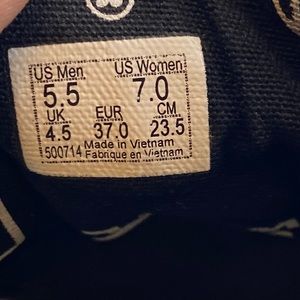 US Men US Women
5.5 7.0
UK EUR CM
4.5 37.0 23.5
500714 Made in Vietnam
Fabrique en Vietnam